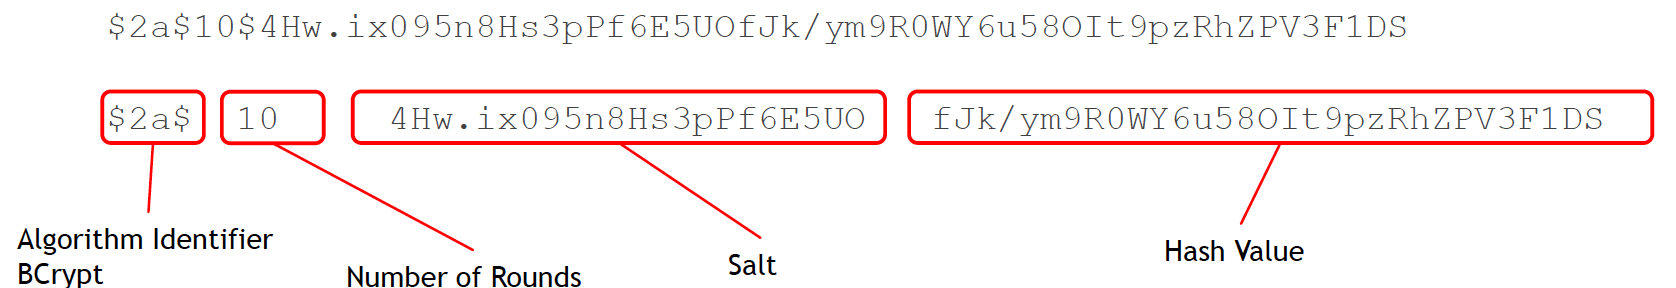 $2a$10$4Hw.ix095n8Hs3pPf6E5UOfJk/ym9R0WY6u58OIt9pzRhZPV3F1DS
$2a$ 10 4Hw.ix095n8Hs3pPf6E5UO fJk/ym9R0WY6u58OIt9pzRhZPV3F1DS
Algorithm Identifier
BCrypt
Number of Rounds
Salt
Hash Value